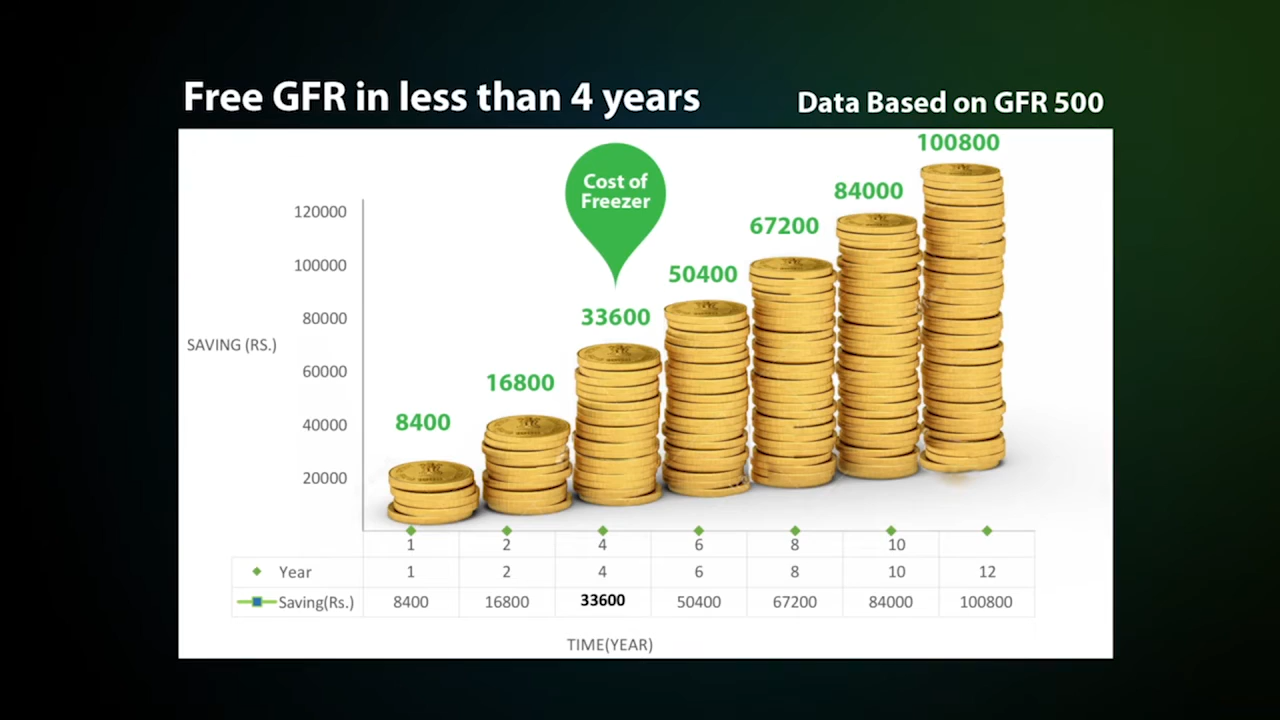 Free GFR in less than 4 years
Data Based on GFR 500
100800
84000
67200
50400
33600
16800
8400
Cost of
Freezer
120000
100000
80000
60000
40000
20000
SAVING (RS.)
1 2 4 6 8 10
Year 1 2 4 6 8 10 12
Saving(Rs.) 8400 16800 33600 50400 67200 84000 100800
TIME(YEAR)